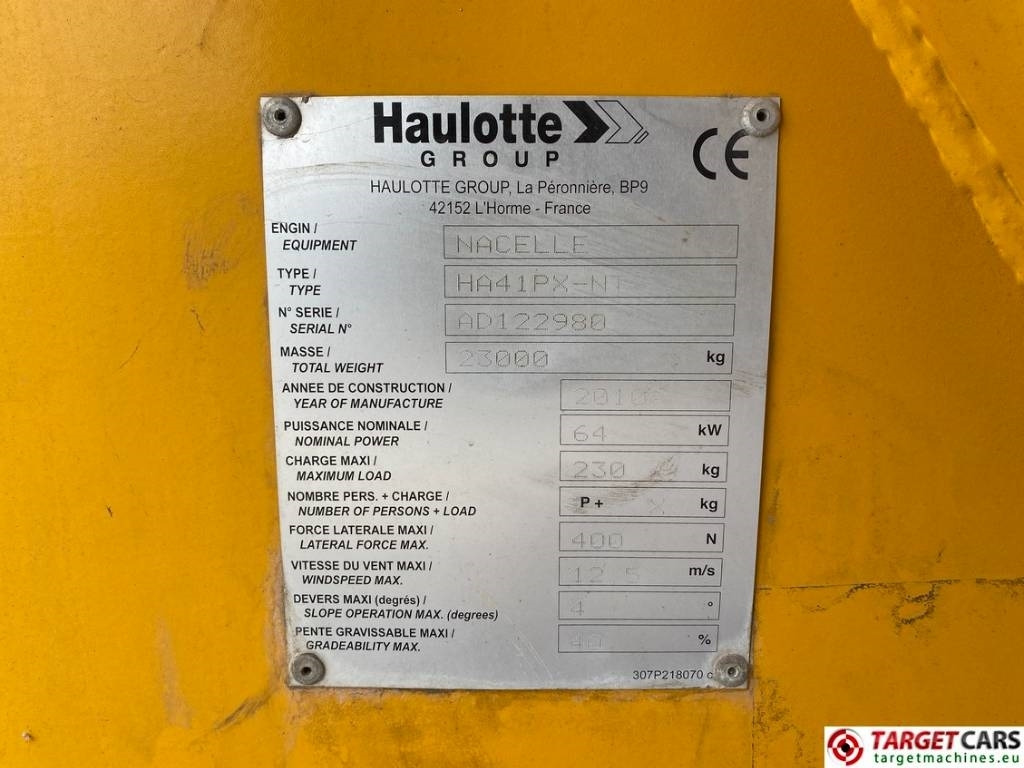 Haulotte
GROUP
CE
HAULOTTE GROUP, La Péronnière, BP9
42152 L'Horme - France
ENGIN /
EQUIPMENT
NACELLE
TYPE /
TYPE
HA41PX-NT
N° SERIE /
SERIAL N°
AD122980
MASSE /
TOTAL WEIGHT
23000 kg
ANNEE DE CONSTRUCTION /
YEAR OF MANUFACTURE
2010
PUISSANCE NOMINALE /
NOMINAL POWER
64 kW
CHARGE MAXI /
MAXIMUM LOAD
230 kg
NOMBRE PERS. + CHARGE /
NUMBER OF PERSONS + LOAD
P + kg
FORCE LATERALE MAXI /
LATERAL FORCE MAX.
400 N
VITESSE DU VENT MAXI /
WINDSPEED MAX.
12.5 m/s
DEVERS MAXI (degrés) /
SLOPE OPERATION MAX. (degrees)
4 °
PENTE GRAVISSABLE MAXI /
GRADEABILITY MAX.
40 %
307P218070 c
TARGETCARS
targetmachines.eu